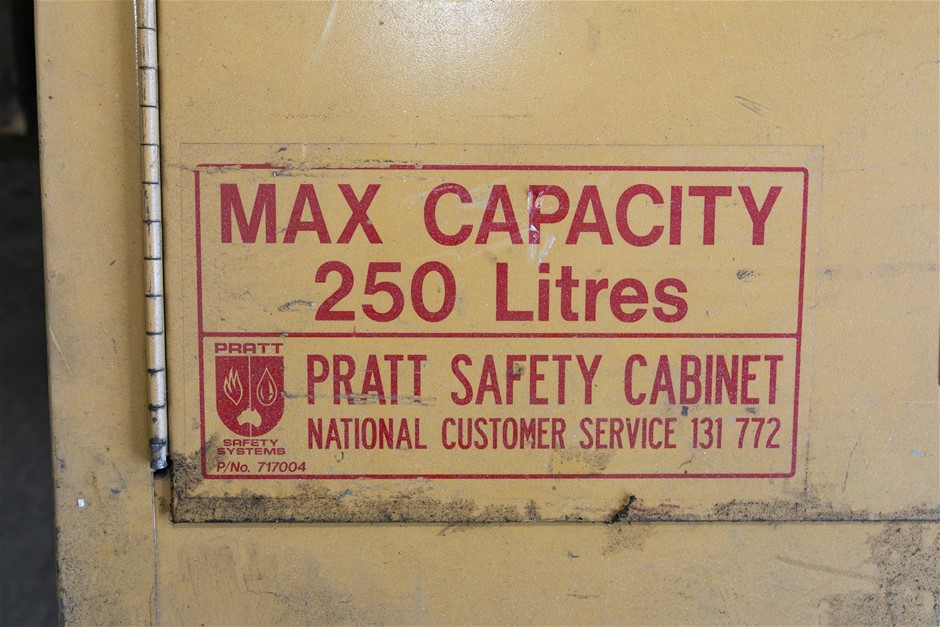 MAX CAPACITY
250 Litres
PRATT
SAFETY
SYSTEMS
P/No. 717004
PRATT SAFETY CABINET
NATIONAL CUSTOMER SERVICE 131 772